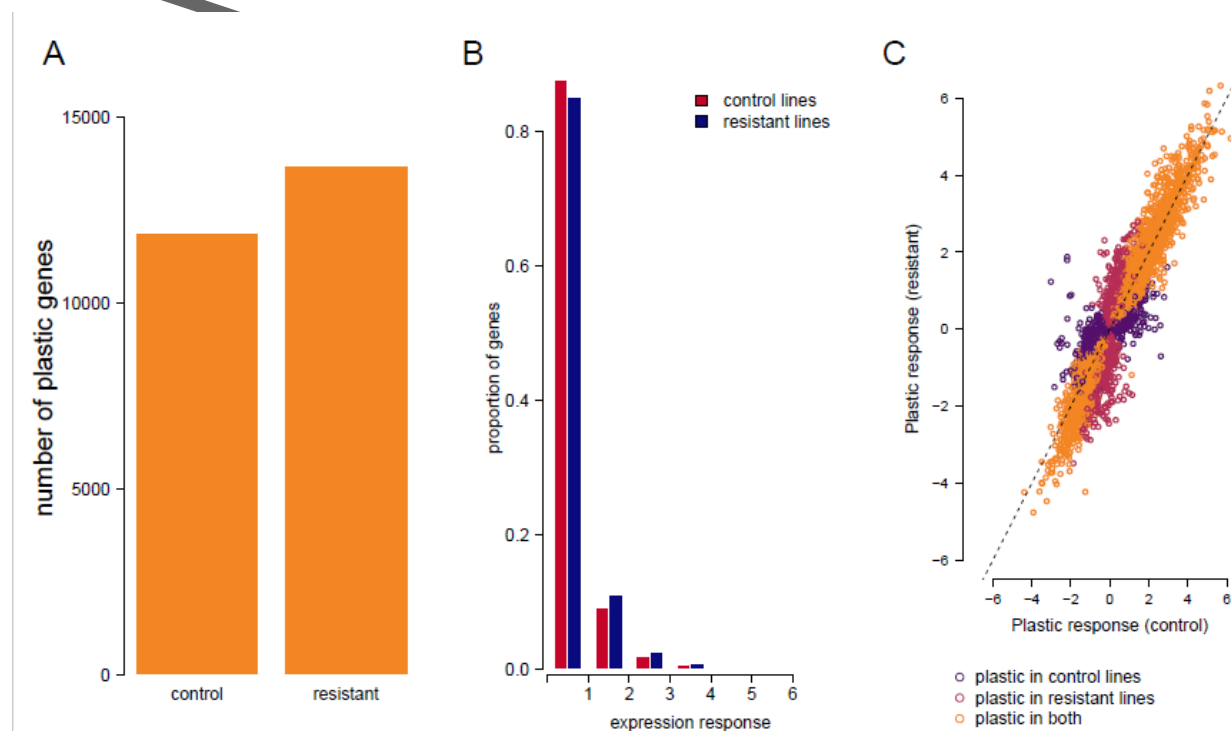 A
number of plastic genes
15000
10000
5000
0
control
resistant
B
proportion of genes
0.8
0.6
0.4
0.2
0.0
control lines
resistant lines
1 2 3 4 5 6
expression response
C
Plastic response (resistant)
6
4
2
0
−2
−4
−6
−6 −4 −2 0 2 4 6
Plastic response (control)
plastic in control lines
plastic in resistant lines
plastic in both